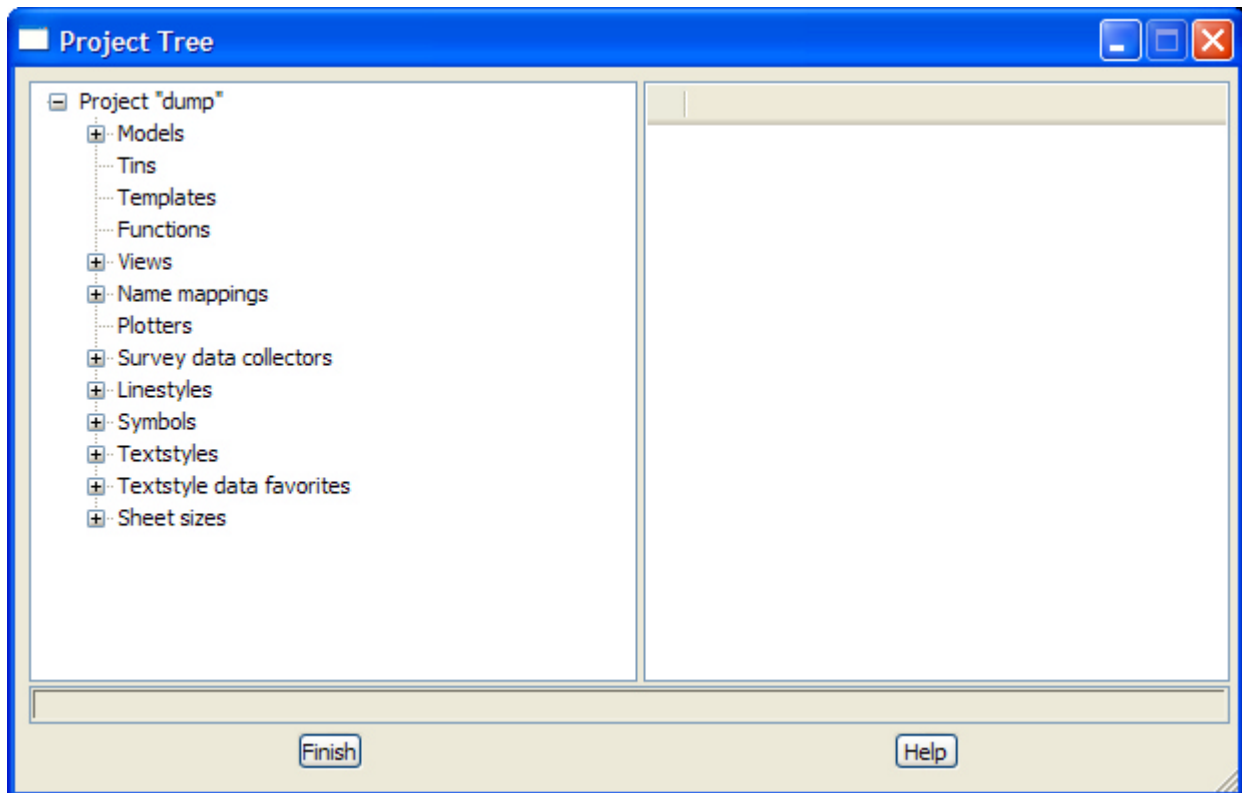 Project Tree
Project "dump"
Models
Tins
Templates
Functions
Views
Name mappings
Plotters
Survey data collectors
Linestyles
Symbols
Textstyles
Textstyle data favorites
Sheet sizes
Finish
Help